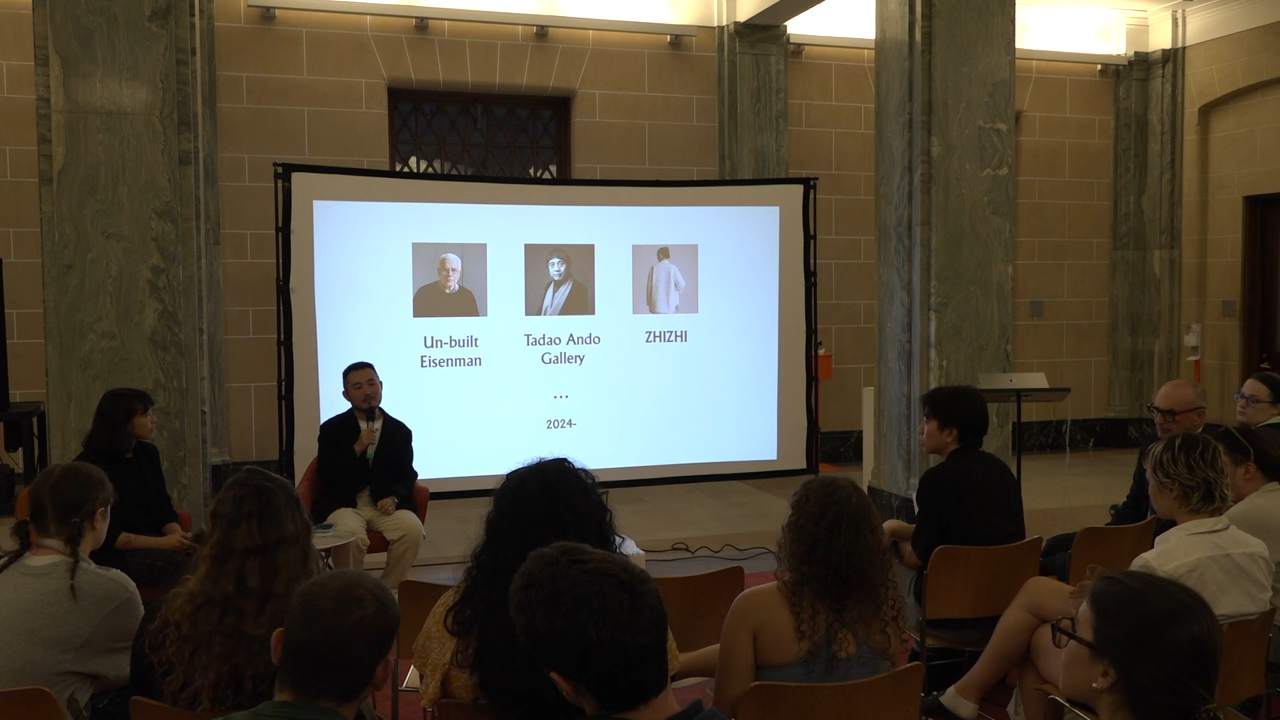 Un-built
Eisenman
Tadao Ando
Gallery
ZHIZHI
...
2024-